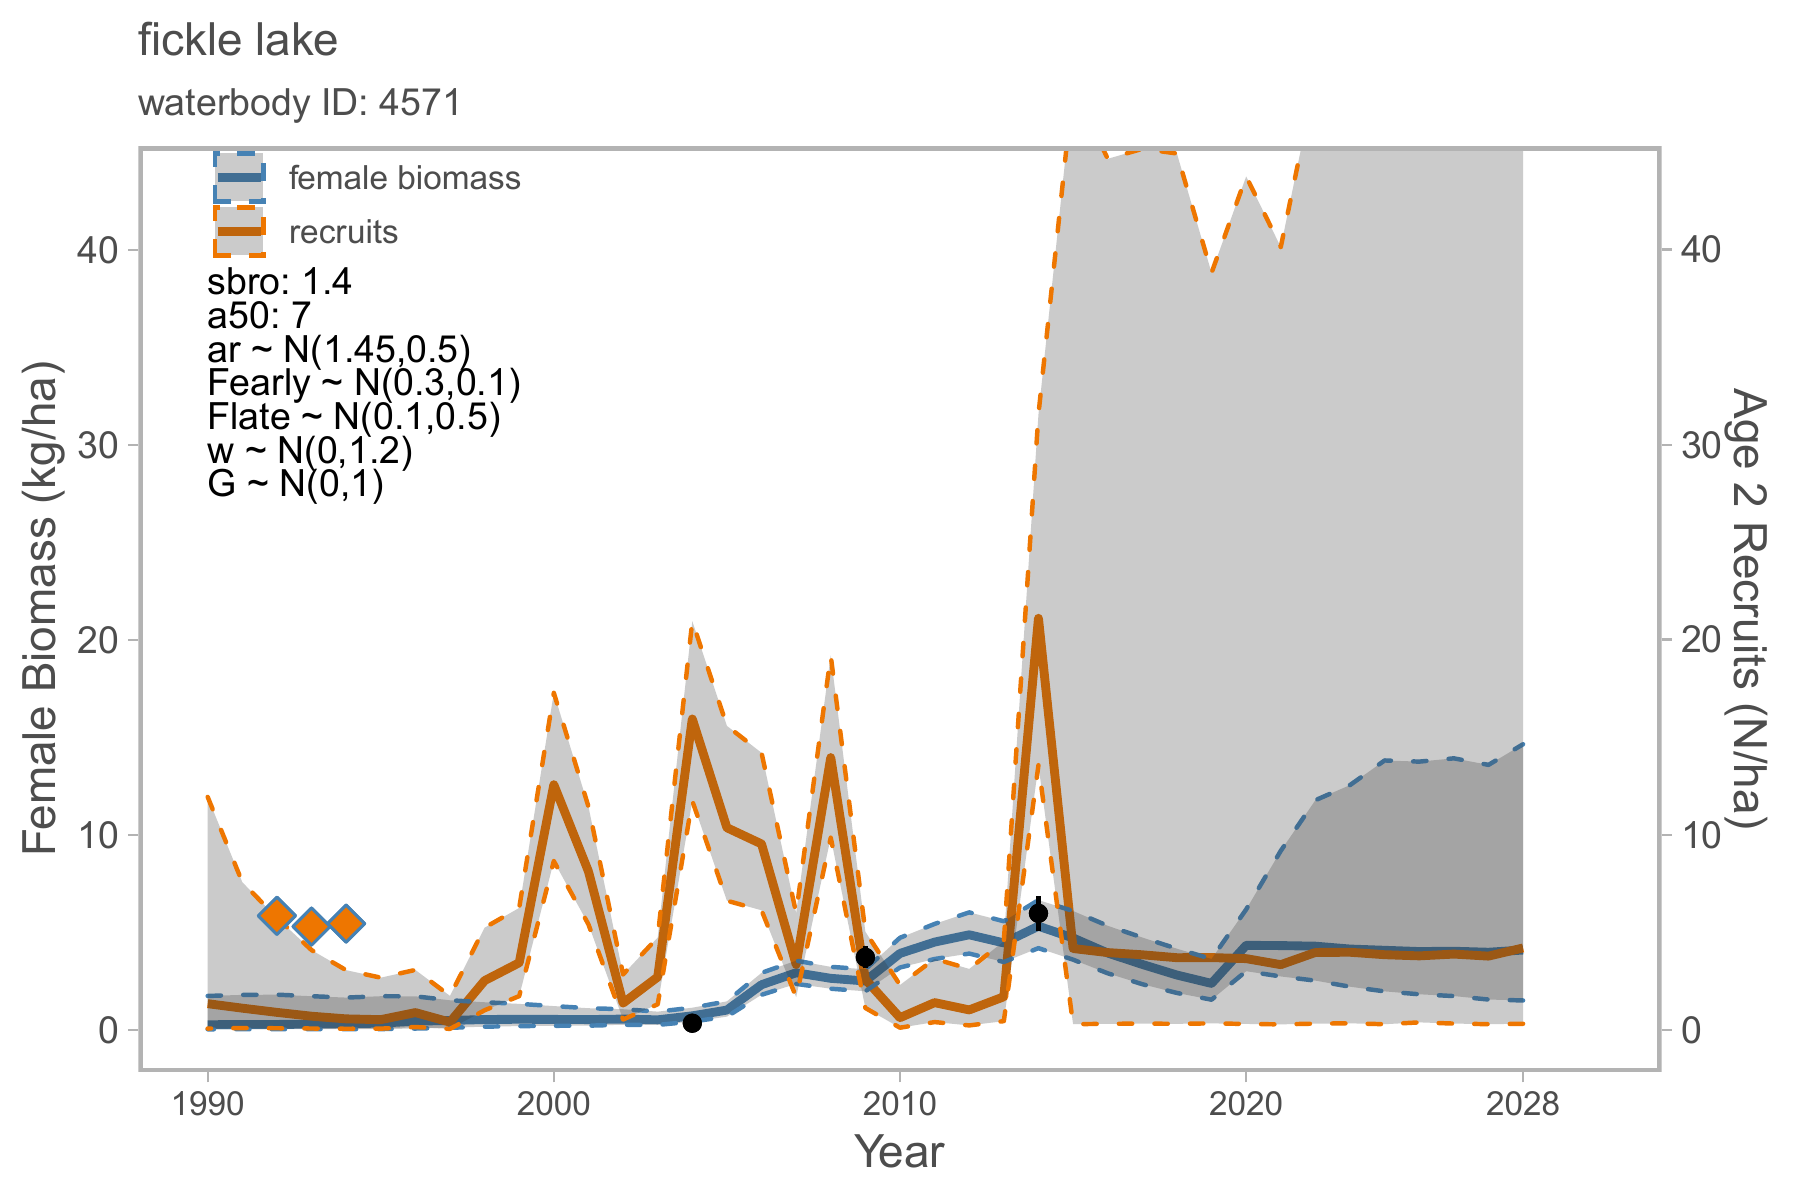 fickle lake
waterbody ID: 4571
female biomass
recruits
sbro: 1.4
a50: 7
ar ~ N(1.45,0.5)
Fearly ~ N(0.3,0.1)
Flate ~ N(0.1,0.5)
w ~ N(0,1.2)
G ~ N(0,1)
Female Biomass (kg/ha)
40
30
20
10
0
40
30
20
10
0
Age 2 Recruits (N/ha)
1990 2000 2010 2020 2028
Year